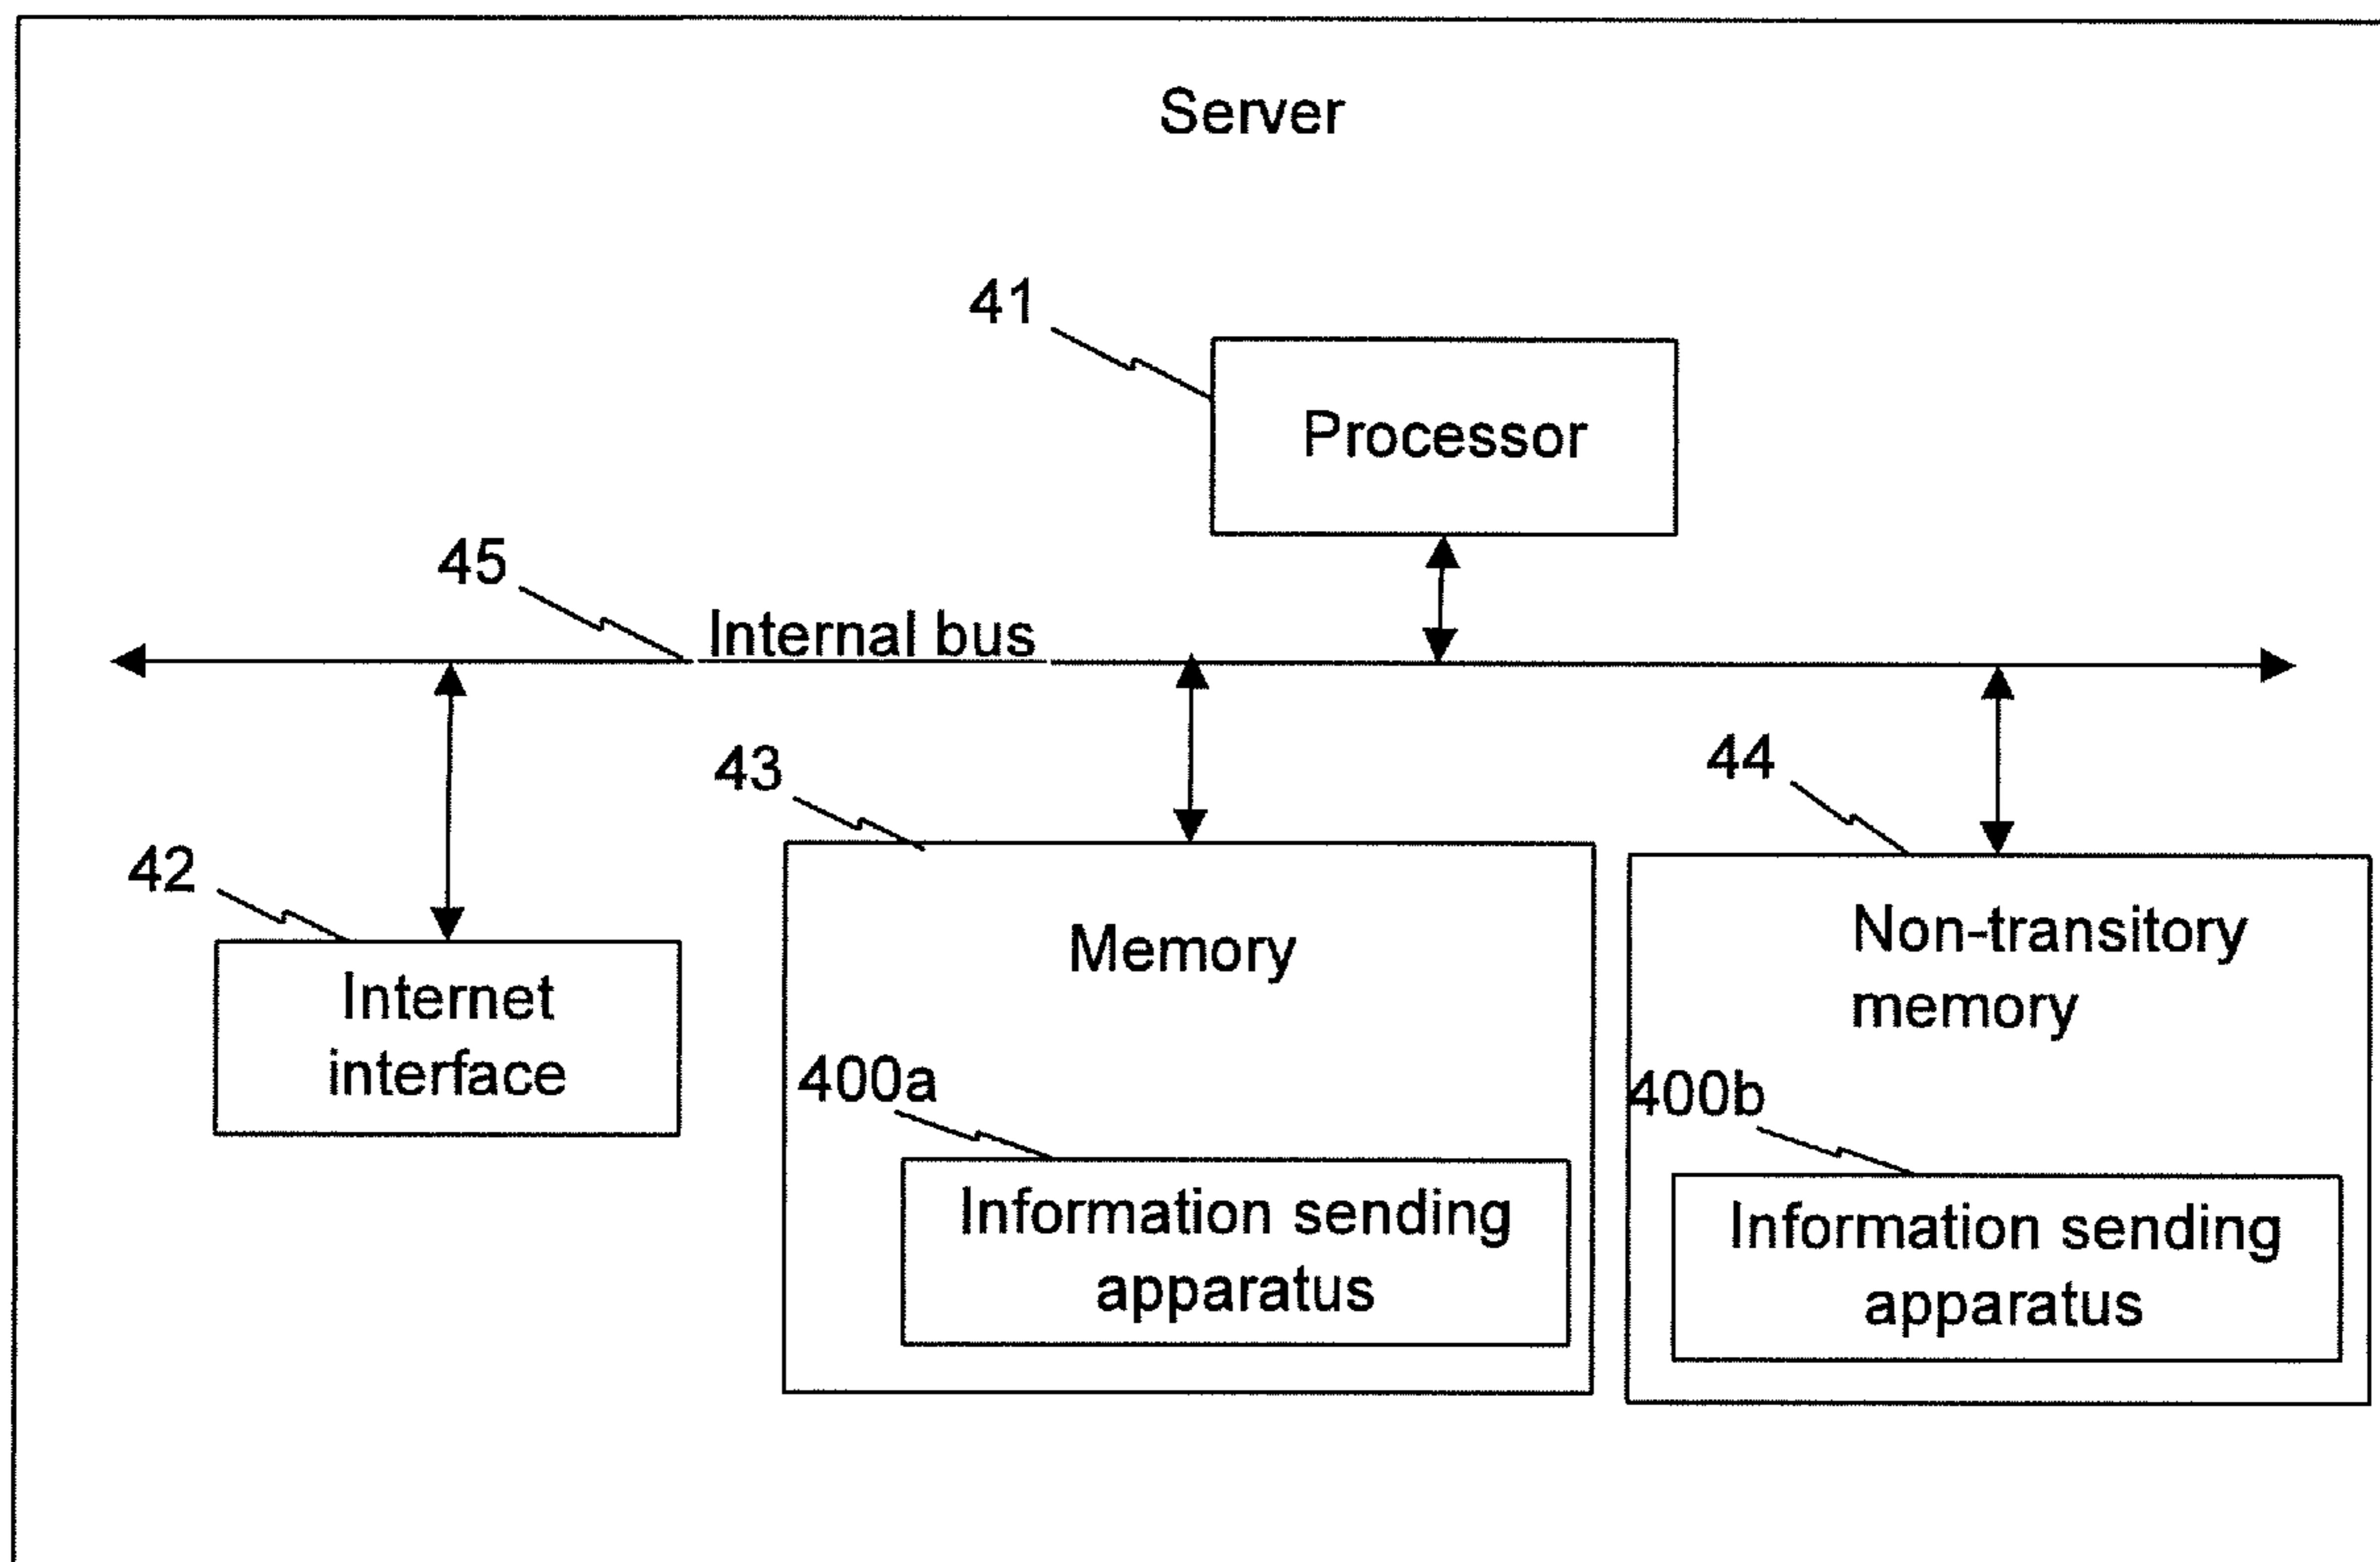 Server
41
Processor
45
Internal bus
43
44
42
Internet
interface
Memory
Non-transitory
memory
400a
400b
Information sending
apparatus
Information sending
apparatus